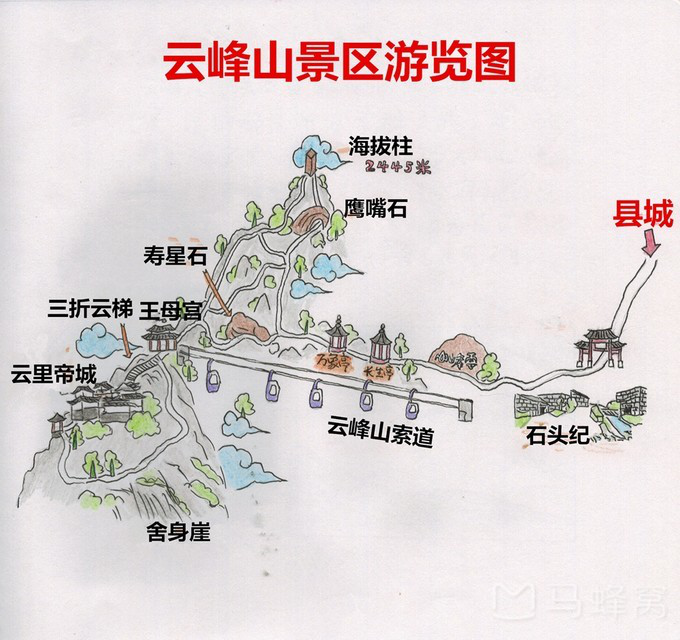 云峰山景区游览图
海拔柱
2445米
鹰嘴石
县城
寿星石
三折云梯
王母宫
云里帝城
万象亭
长生亭
云峰山索道
石头纪
舍身崖
马蜂窝